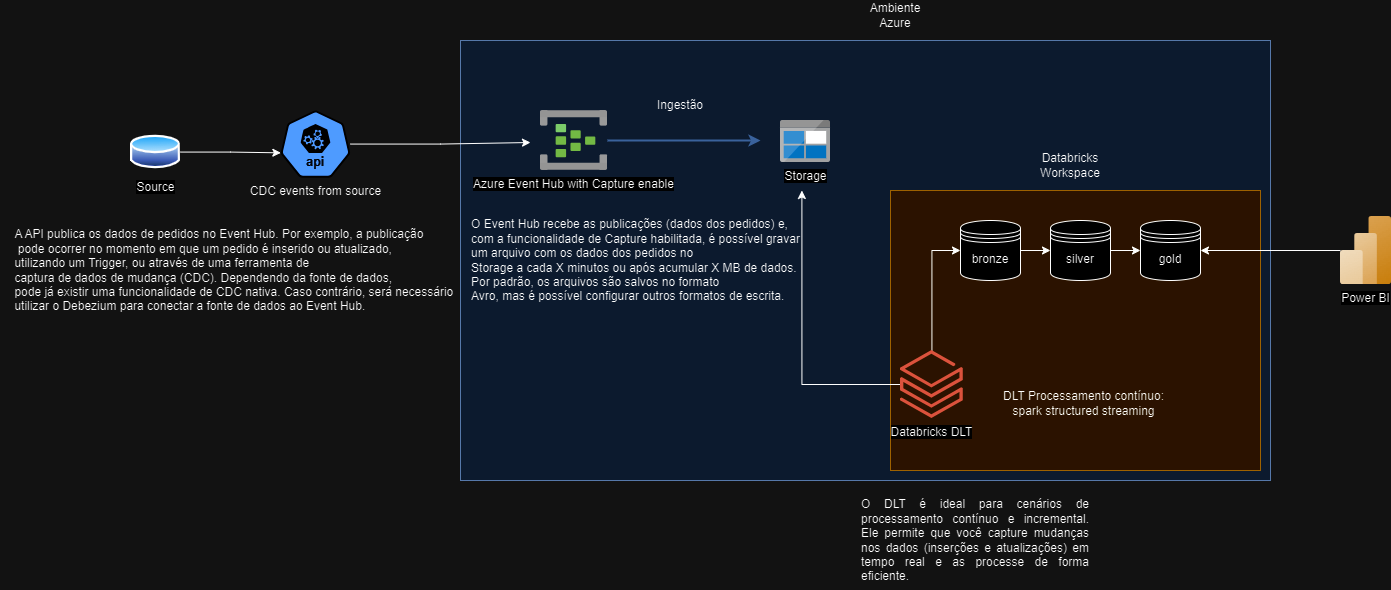 Ambiente
Azure
Ingestão
api
Source
CDC events from source
Azure Event Hub with Capture enable
Storage
Databricks
Workspace
A API publica os dados de pedidos no Event Hub. Por exemplo, a publicação
pode ocorrer no momento em que um pedido é inserido ou atualizado,
utilizando um Trigger, ou através de uma ferramenta de
captura de dados de mudança (CDC). Dependendo da fonte de dados,
pode já existir uma funcionalidade de CDC nativa. Caso contrário, será necessário
utilizar o Debezium para conectar a fonte de dados ao Event Hub.
O Event Hub recebe as publicações (dados dos pedidos) e,
com a funcionalidade de Capture habilitada, é possível gravar
um arquivo com os dados dos pedidos no
Storage a cada X minutos ou após acumular X MB de dados.
Por padrão, os arquivos são salvos no formato
Avro, mas é possível configurar outros formatos de escrita.
bronze
silver
gold
Power BI
DLT Processamento contínuo:
spark structured streaming
Databricks DLT
O DLT é ideal para cenários de
processamento contínuo e incremental.
Ele permite que você capture mudanças
nos dados (inserções e atualizações) em
tempo real e as processe de forma
eficiente.